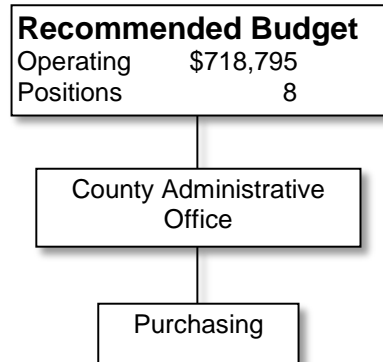 Recommended Budget
Operating $718,795
Positions 8
County Administrative
Office
Purchasing